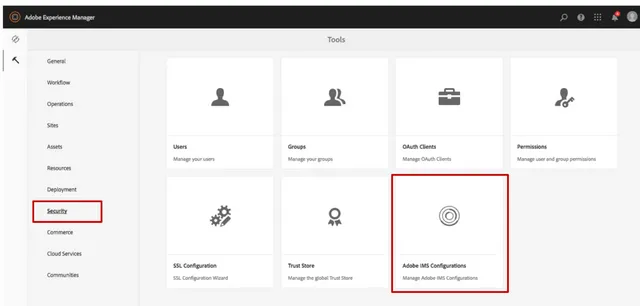 Adobe Experience Manager
Tools
General
Workflow
Operations
Sites
Assets
Resources
Deployment
Security
Commerce
Cloud Services
Communities
Users
Manage your users
Groups
Manage your groups
OAuth Clients
Manage OAuth Clients
Permissions
Manage user and group permissions
SSL Configuration
SSL Configuration Wizard
Trust Store
Manage the global Trust Store
Adobe IMS Configurations
Manage Adobe IMS Configurations